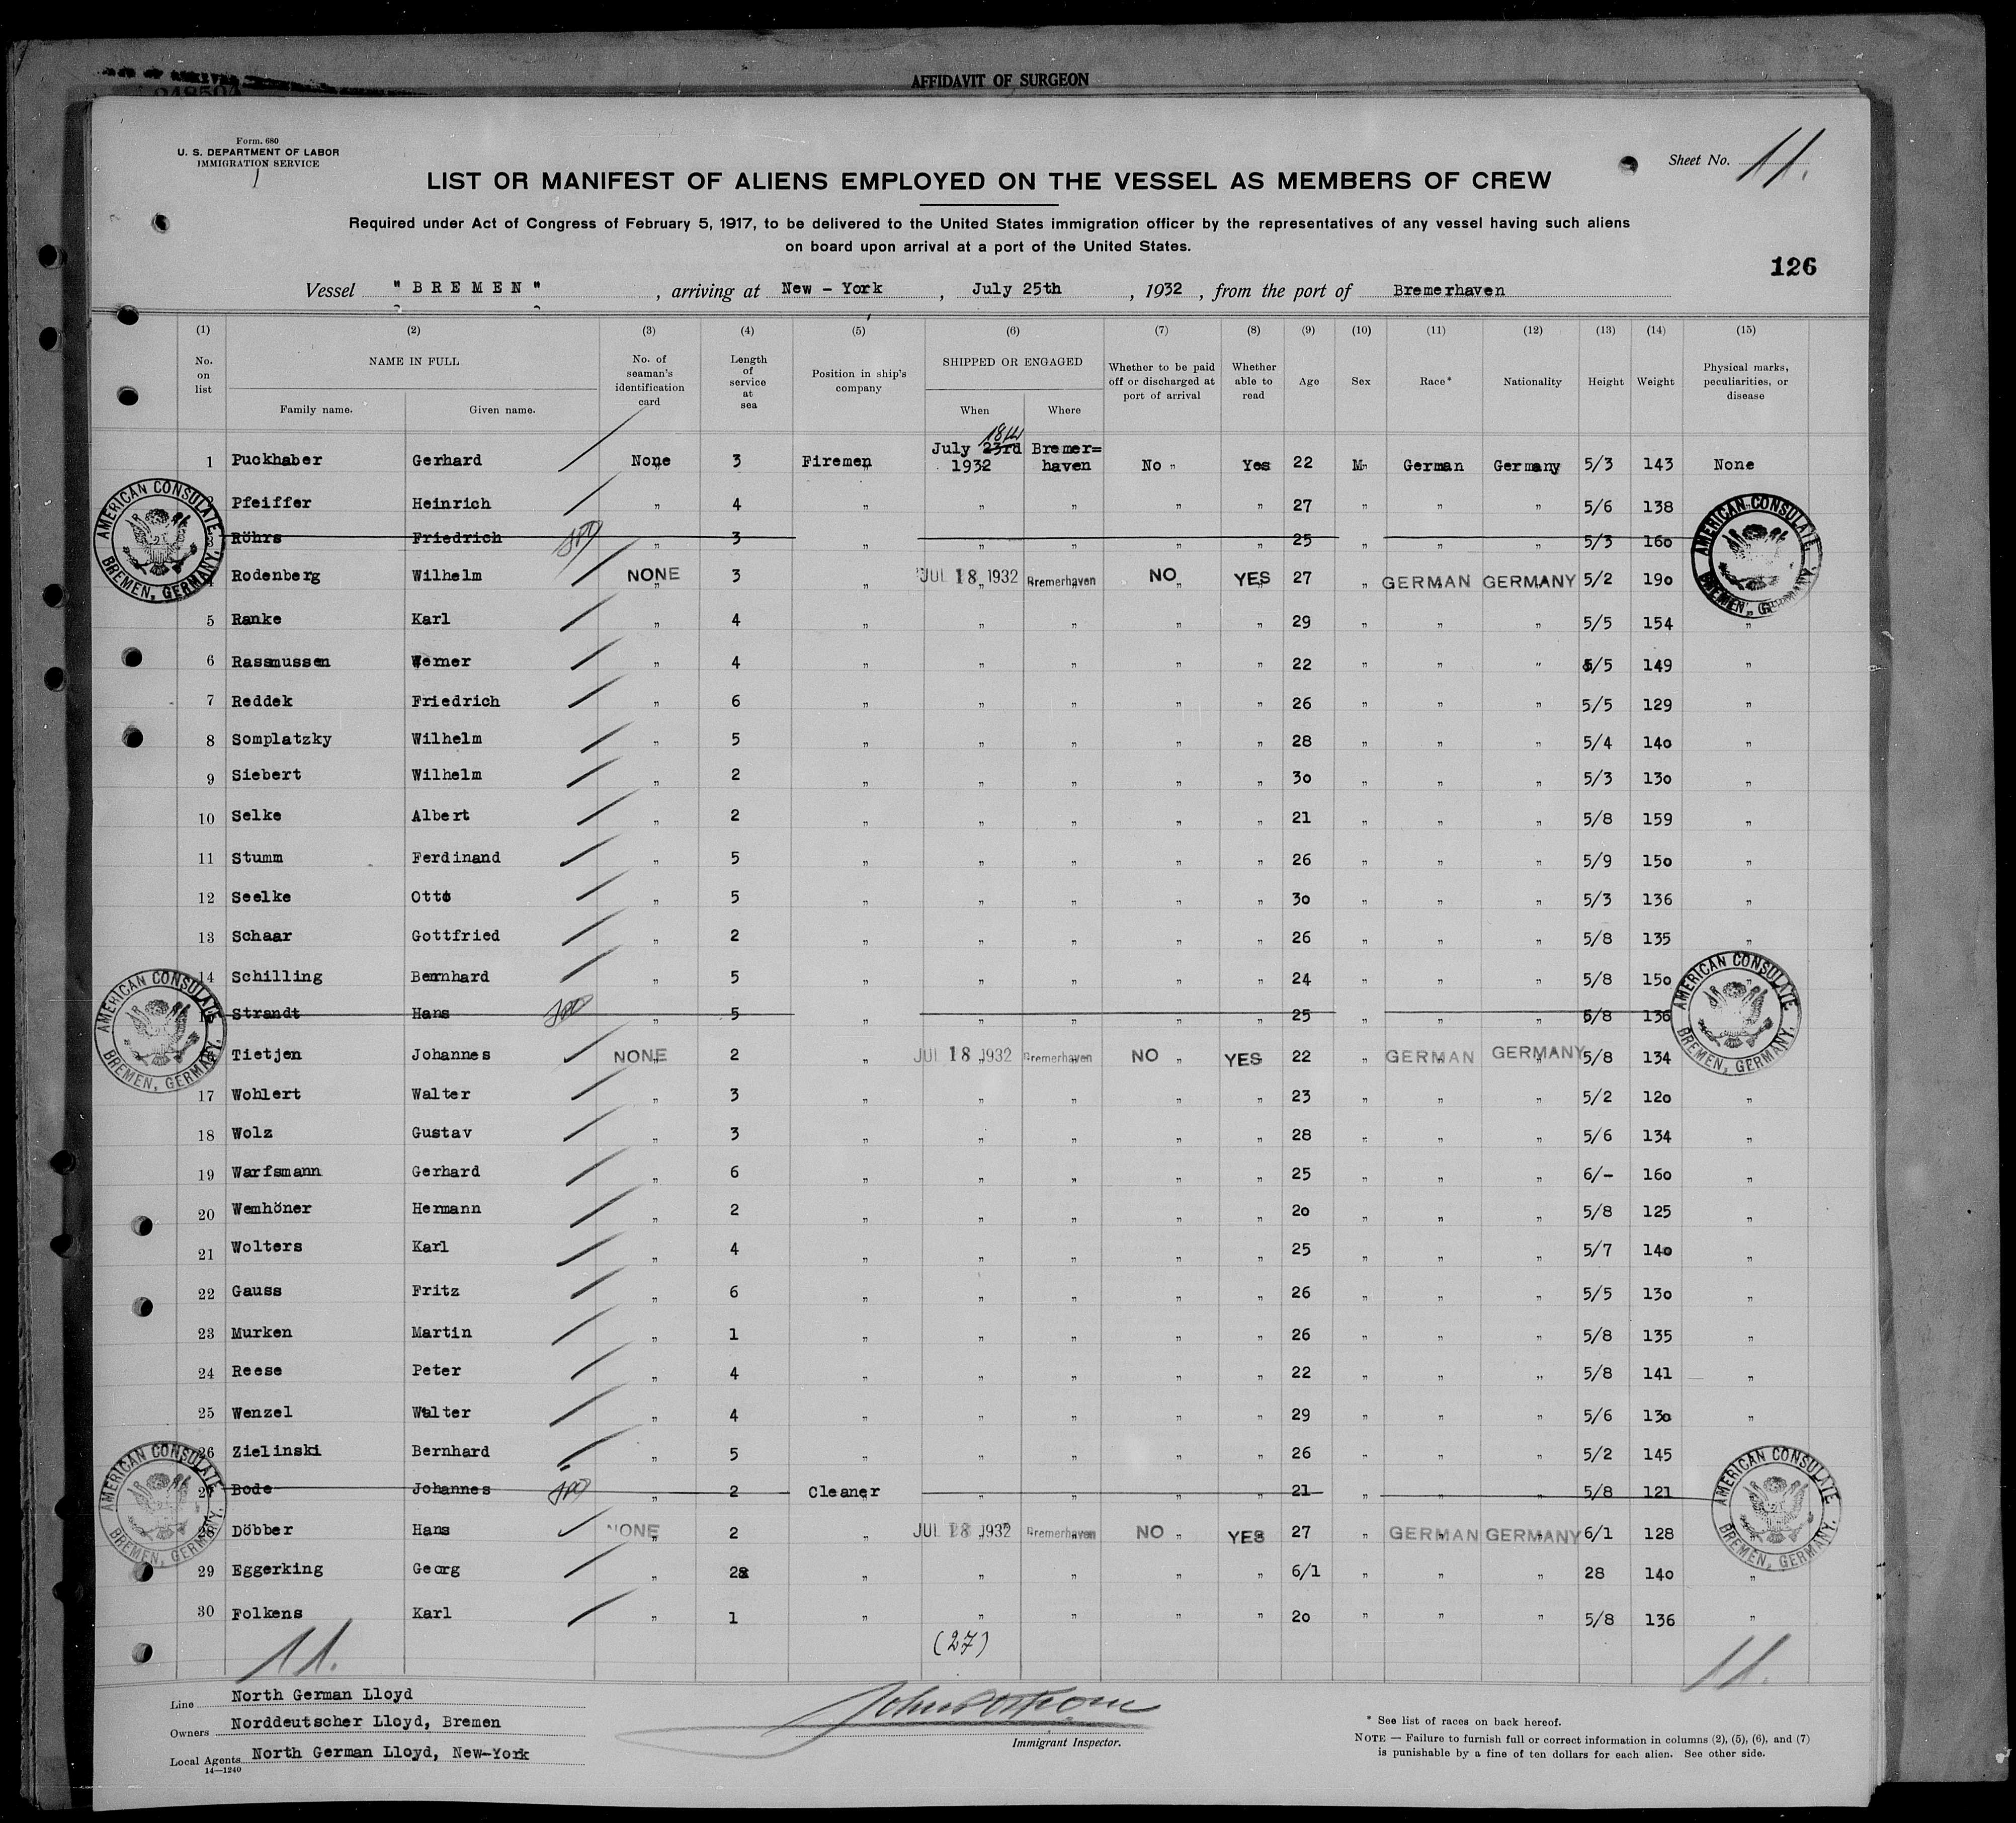 AFFIDAVIT OF SURGEON
Form. 680
U. S. DEPARTMENT OF LABOR
IMMIGRATION SERVICE
Sheet No. 11.
LIST OR MANIFEST OF ALIENS EMPLOYED ON THE VESSEL AS MEMBERS OF CREW
Required under Act of Congress of February 5, 1917, to be delivered to the United States immigration officer by the representatives of any vessel having such aliens
on board upon arrival at a port of the United States.
126
Vessel "BREMEN", arriving at New - York, July 25th, 1932, from the port of Bremerhaven
(1) (2) (3) (4) (5) (6) (7) (8) (9) (10) (11) (12) (13) (14) (15)
No. on list NAME IN FULL Family name. Given name. No. of seaman's identification card Length of service at sea Position in ship's company SHIPPED OR ENGAGED When Where Whether to be paid off or discharged at port of arrival Whether able to read Age Sex Race* Nationality Height Weight Physical marks, peculiarities, or disease
1 Puckhaber Gerhard None 3 Firemen July 23rd 18th 1932 Bremer=haven No " Yes 22 M" German Germany 5/3 143 None
Pfeiffer Heinrich " 4 " " " " " 27 " " " 5/6 138
Röhrs Friedrich " 3 " " " " " 25 " " " 5/3 160
Rodenberg Wilhelm NONE 3 " JUL 18 1932 Bremerhaven NO YES 27 " GERMAN GERMANY 5/2 190
5 Ranke Karl " 4 " " " " " 29 " " " 5/5 154 "
6 Rassmussen Werner " 4 " " " " " 22 " " " 5/5 149 "
7 Reddek Friedrich " 6 " " " " " 26 " " " 5/5 129 "
8 Somplatzky Wilhelm " 5 " " " " " 28 " " " 5/4 140 "
9 Siebert Wilhelm " 2 " " " " " 30 " " " 5/3 130 "
10 Selke Albert " 2 " " " " " 21 " " " 5/8 159 "
11 Stumm Ferdinand " 5 " " " " " 26 " " " 5/9 150 "
12 Seelke Otto " 5 " " " " " 30 " " " 5/3 136 "
13 Schaar Gottfried " 2 " " " " " 26 " " " 5/8 135 "
14 Schilling Bernhard " 5 " " " " " 24 " " " 5/8 150
Strandt Hans " 5 " " " " " 25 " " " 5/8 136
Tietjen Johannes NONE 2 " JUL 18 1932 Bremerhaven NO " YES 22 " GERMAN GERMANY 5/8 134
17 Wohlert Walter " 3 " " " " " 23 " " " 5/2 120 "
18 Wolz Gustav " 3 " " " " " 28 " " " 5/6 134 "
19 Warfsmann Gerhard " 6 " " " " " 25 " " " 6/- 160 "
20 Wemhöner Hermann " 2 " " " " " 20 " " " 5/8 125 "
21 Wolters Karl " 4 " " " " " 25 " " " 5/7 140 "
22 Gauss Fritz " 6 " " " " " 26 " " " 5/5 130 "
23 Murken Martin " 1 " " " " " 26 " " " 5/8 135 "
24 Reese Peter " 4 " " " " " 22 " " " 5/8 141 "
25 Wenzel Walter " 4 " " " " " 29 " " " 5/6 130 "
26 Zielinski Bernhard " 5 " " " " " 26 " " " 5/2 145
Bode Johannes " 2 Cleaner " " " " 21 " " " 5/8 121
Döbber Hans NONE 2 " JUL 18 1932 Bremerhaven NO " YES 27 " GERMAN GERMANY 6/1 128
29 Eggerking Georg " 2 " " " " " 6/1 " " " 28 140 "
30 Folkens Karl " 1 " " " " " 20 " " " 5/8 136 "
(27)
11. 11.
AMERICAN CONSULATE BREMEN, GERMANY.
AMERICAN CONSULATE BREMEN, GERMANY.
AMERICAN CONSULATE BREMEN, GERMANY.
AMERICAN CONSULATE BREMEN, GERMANY.
AMERICAN CONSULATE BREMEN, GERMANY.
AMERICAN CONSULATE BREMEN, GERMANY.
Line North German Lloyd
Owners Norddeutscher Lloyd, Bremen
Local Agents North German Lloyd, New-York
14—1240
Immigrant Inspector.
* See list of races on back hereof.
NOTE — Failure to furnish full or correct information in columns (2), (5), (6), and (7)
is punishable by a fine of ten dollars for each alien. See other side.